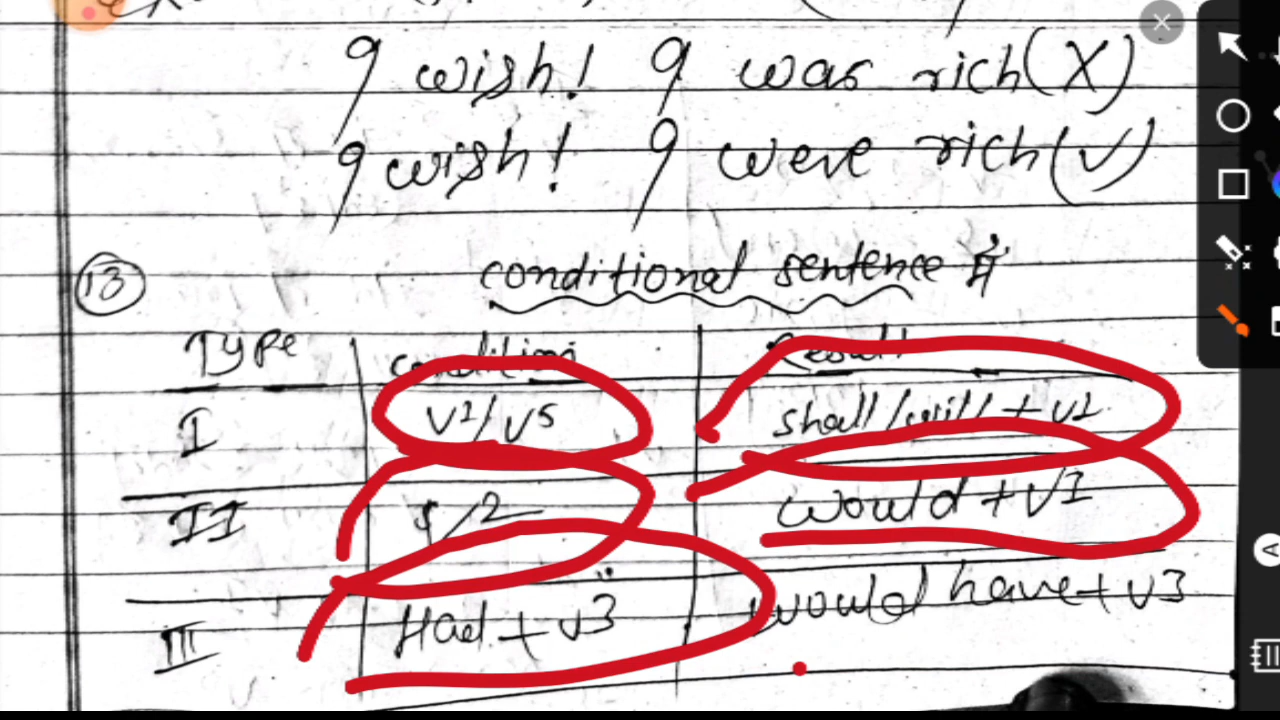 I wish! I was rich(X)
I wish! I were rich(✓)
(13) conditional sentence में
Type condition Result
I V1/V5 shall/will + V1
II V2 would + V1
III Had + V3 would have + V3